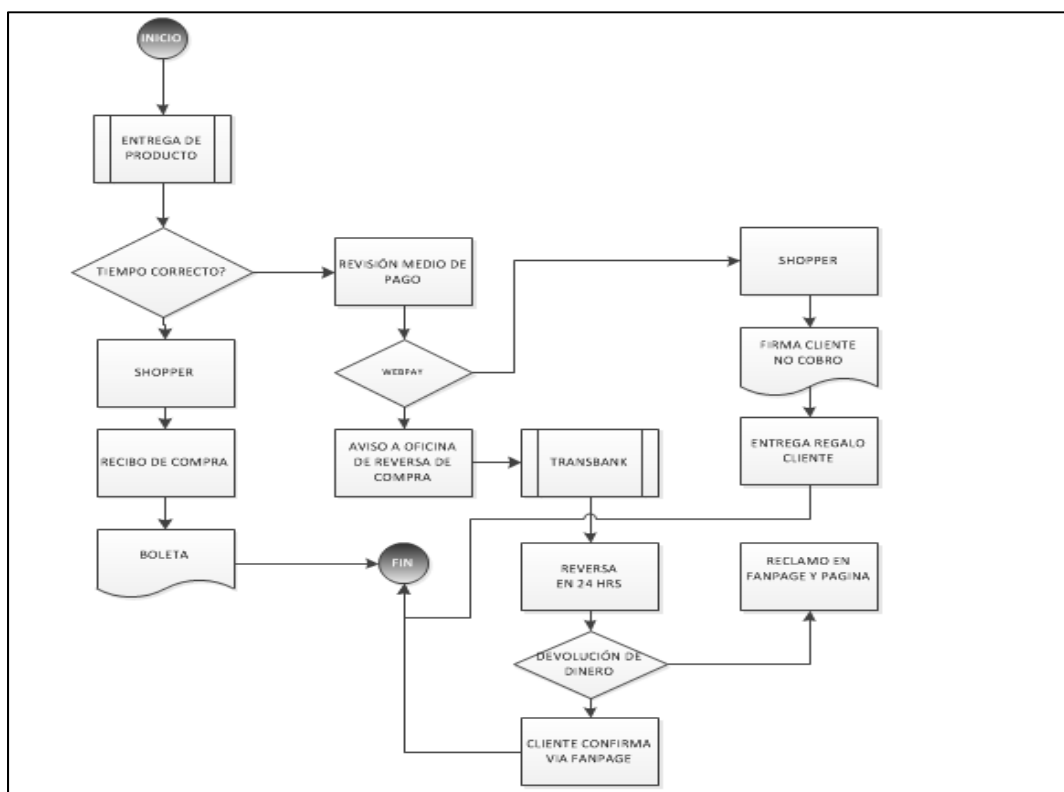 INICIO
ENTREGA DE
PRODUCTO
TIEMPO CORRECTO?
REVISIÓN MEDIO DE
PAGO
SHOPPER
WEBPAY
FIRMA CLIENTE
NO COBRO
SHOPPER
RECIBO DE COMPRA
AVISO A OFICINA
DE REVERSA DE
COMPRA
TRANSBANK
ENTREGA REGALO
CLIENTE
BOLETA
FIN
REVERSA
EN 24 HRS
RECLAMO EN
FANPAGE Y PAGINA
DEVOLUCIÓN DE
DINERO
CLIENTE CONFIRMA
VIA FANPAGE